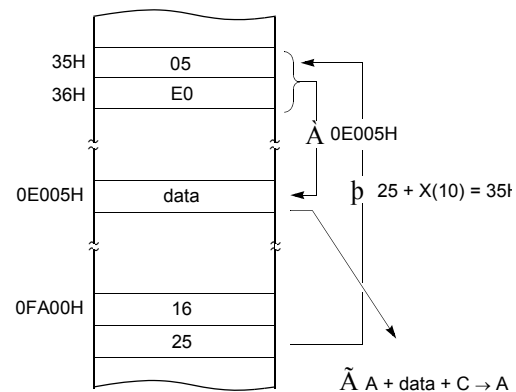 35H 05
36H E0
À 0E005H
0E005H data
þ 25 + X(10) = 35H
0FA00H 16
25
Ã A + data + C → A